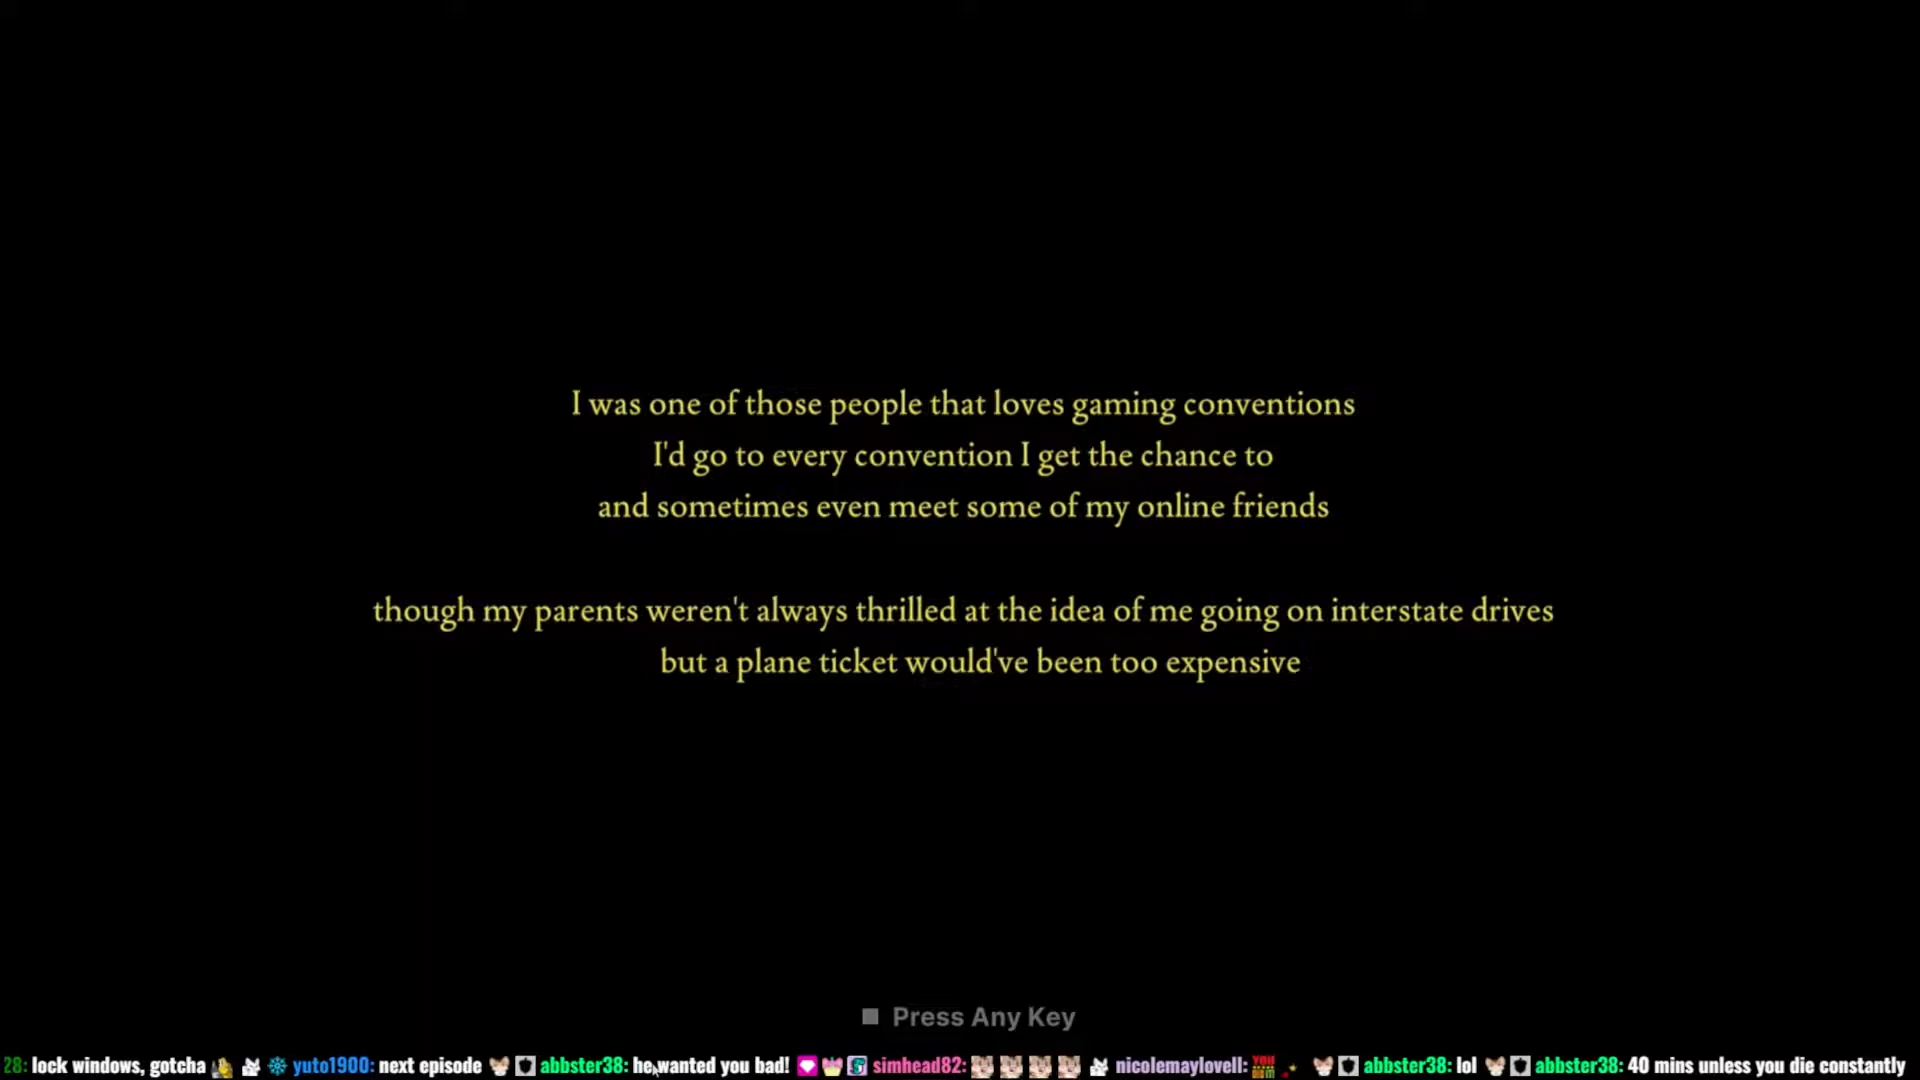 I was one of those people that loves gaming conventions
I'd go to every convention I get the chance to
and sometimes even meet some of my online friends
though my parents weren't always thrilled at the idea of me going on interstate drives
but a plane ticket would've been too expensive
Press Any Key
28: lock windows, gotcha yuto1900: next episode abbster38: he wanted you bad! simhead82: nicolemaylovell: YOU abbster38: lol abbster38: 40 mins unless you die constantly